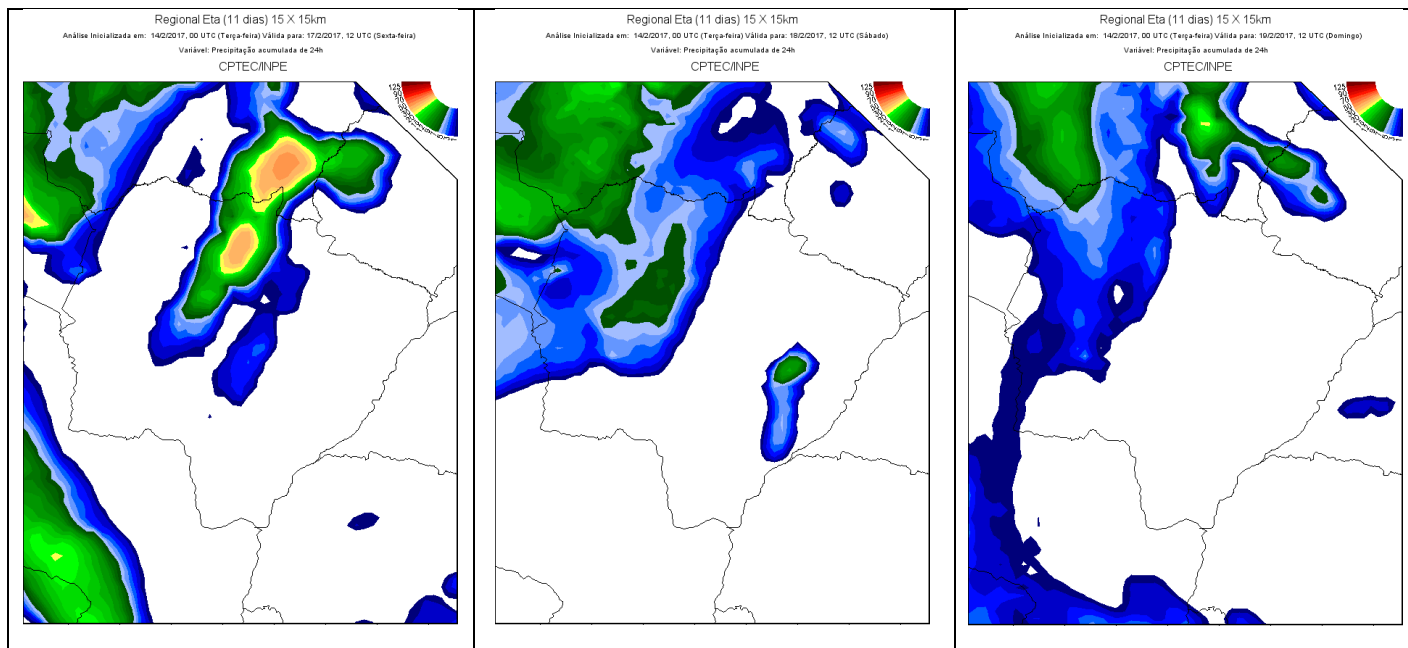 Regional Eta (11 dias) 15 X 15km
Análise Inicializada em: 14/2/2017, 00 UTC (Terça-feira) Válida para: 17/2/2017, 12 UTC (Sexta-feira)
Variável: Precipitação acumulada de 24h
CPTEC/INPE
Regional Eta (11 dias) 15 X 15km
Análise Inicializada em: 14/2/2017, 00 UTC (Terça-feira) Válida para: 18/2/2017, 12 UTC (Sábado)
Variável: Precipitação acumulada de 24h
CPTEC/INPE
Regional Eta (11 dias) 15 X 15km
Análise Inicializada em: 14/2/2017, 00 UTC (Terça-feira) Válida para: 19/2/2017, 12 UTC (Domingo)
Variável: Precipitação acumulada de 24h
CPTEC/INPE